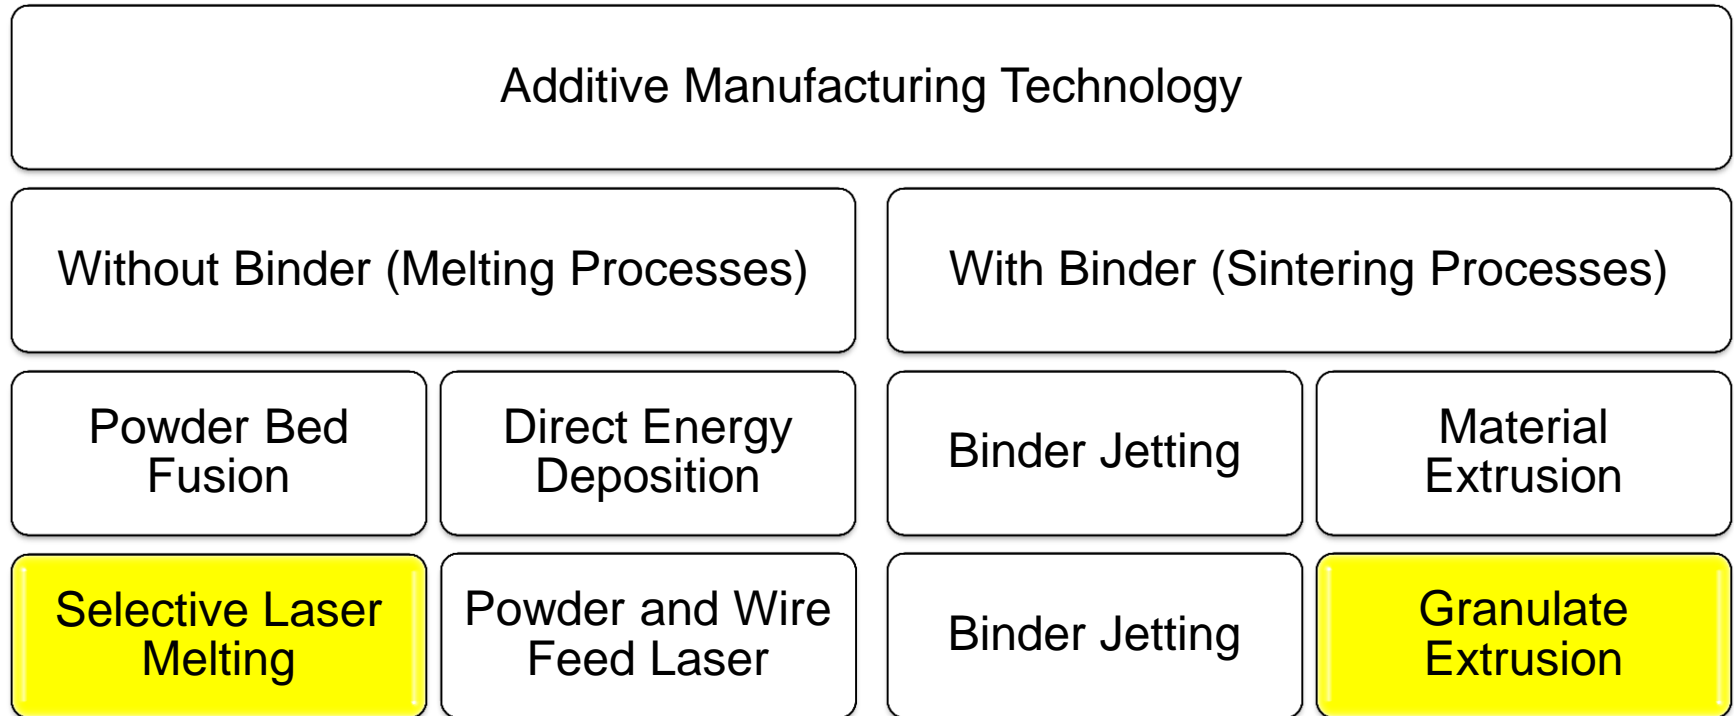 Additive Manufacturing Technology
Without Binder (Melting Processes)
With Binder (Sintering Processes)
Powder Bed
Fusion
Direct Energy
Deposition
Binder Jetting
Material
Extrusion
Selective Laser
Melting
Powder and Wire
Feed Laser
Binder Jetting
Granulate
Extrusion